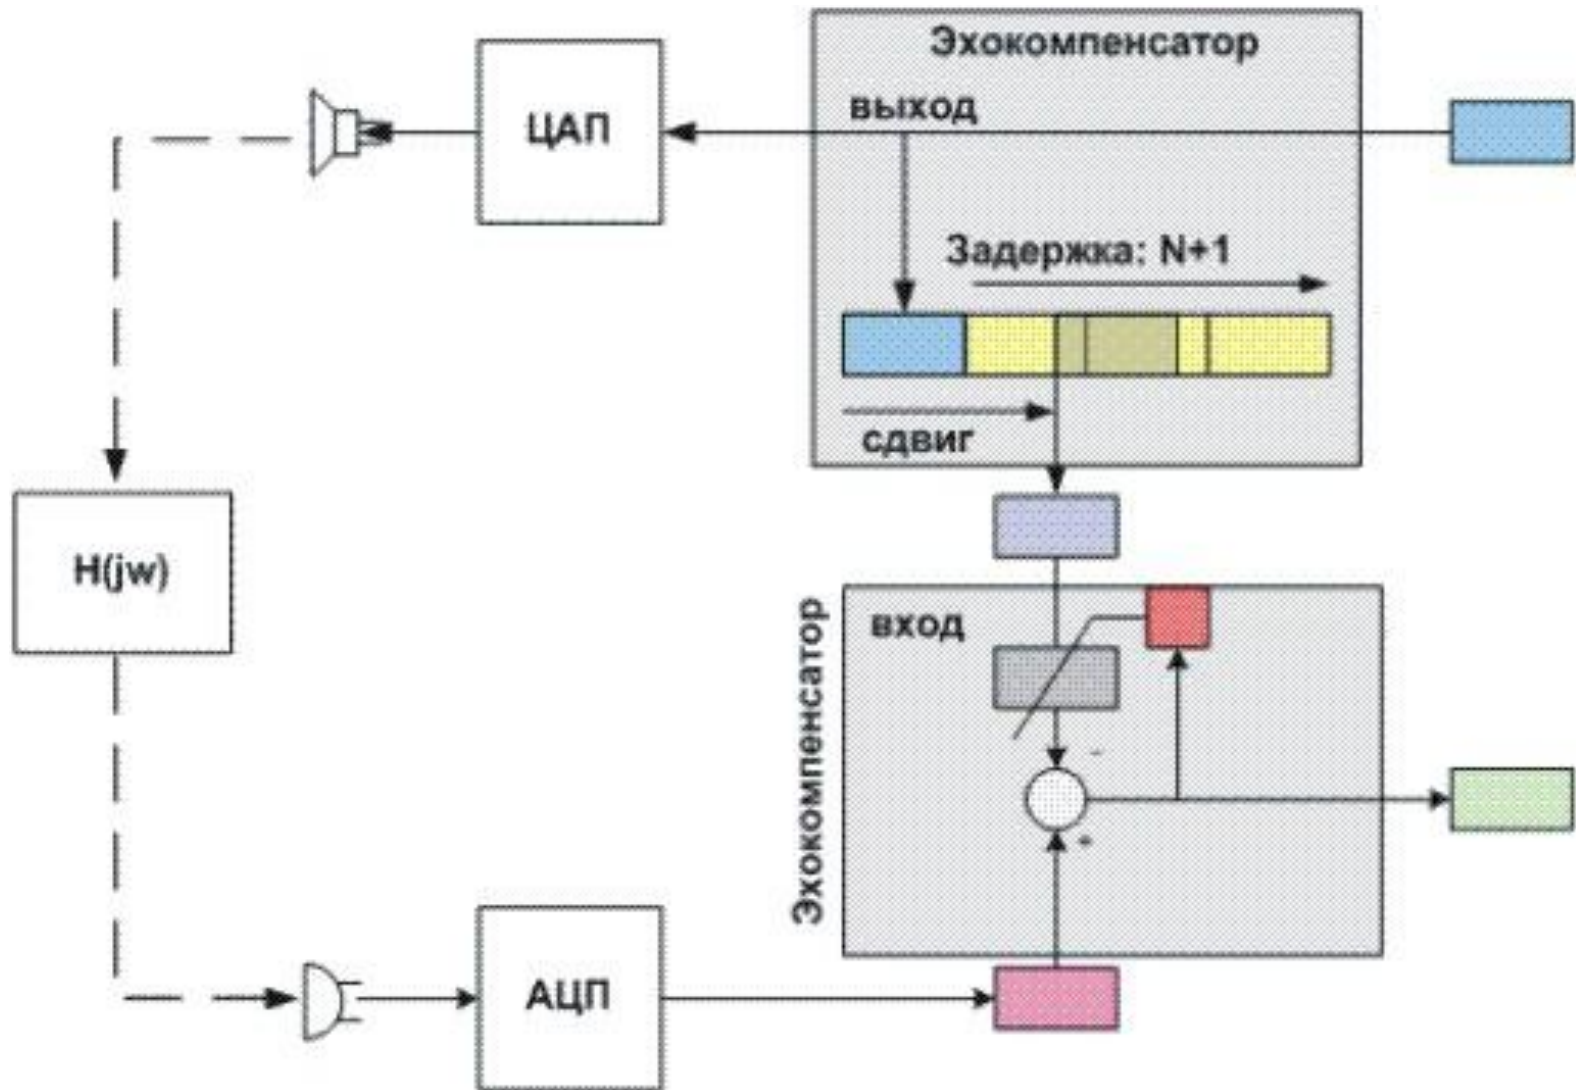 Эхокомпенсатор
выход
ЦАП
Задержка: N+1
сдвиг
H(jw)
Эхокомпенсатор
вход
-
+
АЦП